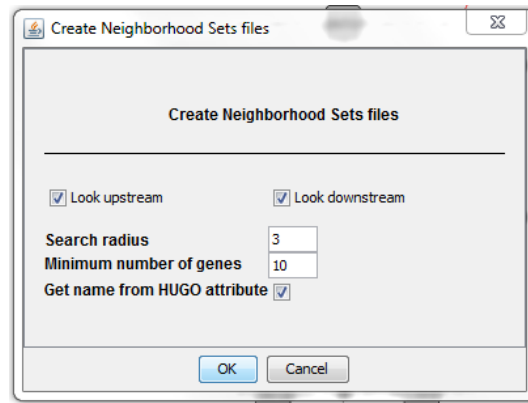 Create Neighborhood Sets files
Create Neighborhood Sets files
Look upstream Look downstream
Search radius 3
Minimum number of genes 10
Get name from HUGO attribute
OK Cancel